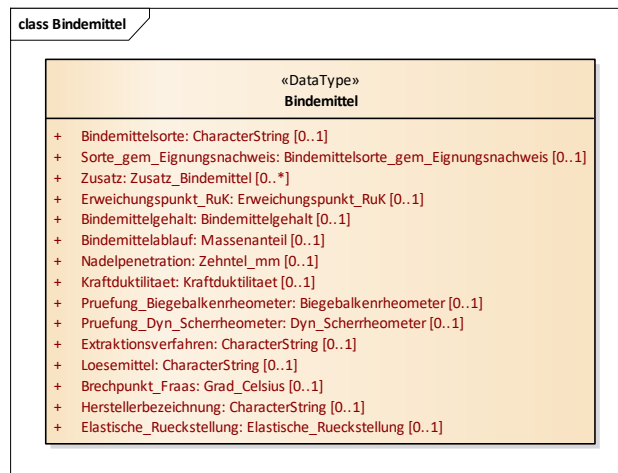 class Bindemittel
«DataType»
Bindemittel
+ Bindemittelsorte: CharacterString [0..1]
+ Sorte_gem_Eignungsnachweis: Bindemittelsorte_gem_Eignungsnachweis [0..1]
+ Zusatz: Zusatz_Bindemittel [0..*]
+ Erweichungspunkt_RuK: Erweichungspunkt_RuK [0..1]
+ Bindemittelgehalt: Bindemittelgehalt [0..1]
+ Bindemittelablauf: Massenanteil [0..1]
+ Nadelpenetration: Zehntel_mm [0..1]
+ Kraftduktilitaet: Kraftduktilitaet [0..1]
+ Pruefung_Biegebalkenrheometer: Biegebalkenrheometer [0..1]
+ Pruefung_Dyn_Scherrheometer: Dyn_Scherrheometer [0..1]
+ Extraktionsverfahren: CharacterString [0..1]
+ Loesemittel: CharacterString [0..1]
+ Brechpunkt_Fraas: Grad_Celsius [0..1]
+ Herstellerbezeichnung: CharacterString [0..1]
+ Elastische_Rueckstellung: Elastische_Rueckstellung [0..1]